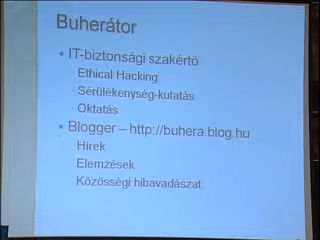 Buherátor
• IT-biztonsági szakértő
Ethical Hacking
Sérülékenység-kutatás
Oktatás
• Blogger – http://buhera.blog.hu
Hírek
Elemzések
Közösségi hibavadászat